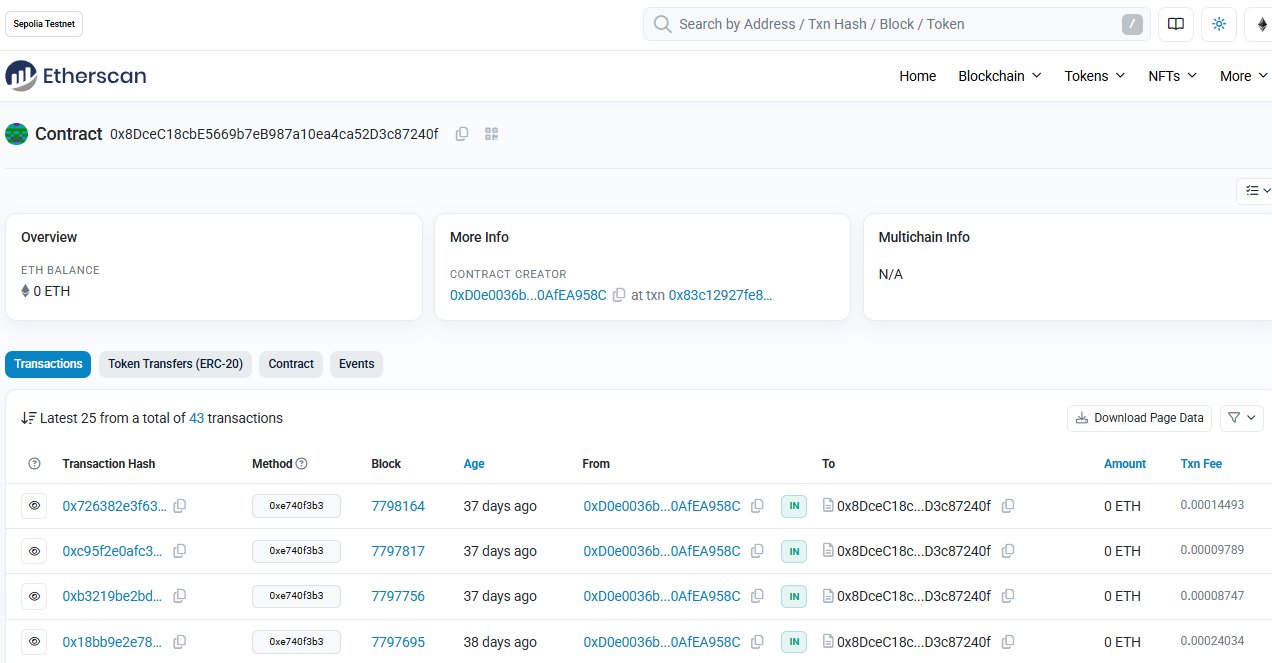 Sepolia Testnet
Search by Address / Txn Hash / Block / Token /
Etherscan
Home Blockchain Tokens NFTs More
Contract 0x8DceC18cbE5669b7eB987a10ea4ca52D3c87240f
Overview
ETH BALANCE
0 ETH
More Info
CONTRACT CREATOR
0xD0e0036b...0AfEA958C at txn 0x83c12927fe8...
Multichain Info
N/A
Transactions Token Transfers (ERC-20) Contract Events
Latest 25 from a total of 43 transactions Download Page Data
Transaction Hash Method Block Age From To Amount Txn Fee
0x726382e3f63... 0xe740f3b3 7798164 37 days ago 0xD0e0036b...0AfEA958C IN 0x8DceC18c...D3c87240f 0 ETH 0.00014493
0xc95f2e0afc3... 0xe740f3b3 7797817 37 days ago 0xD0e0036b...0AfEA958C IN 0x8DceC18c...D3c87240f 0 ETH 0.00009789
0xb3219be2bd... 0xe740f3b3 7797756 37 days ago 0xD0e0036b...0AfEA958C IN 0x8DceC18c...D3c87240f 0 ETH 0.00008747
0x18bb9e2e78... 0xe740f3b3 7797695 38 days ago 0xD0e0036b...0AfEA958C IN 0x8DceC18c...D3c87240f 0 ETH 0.00024034